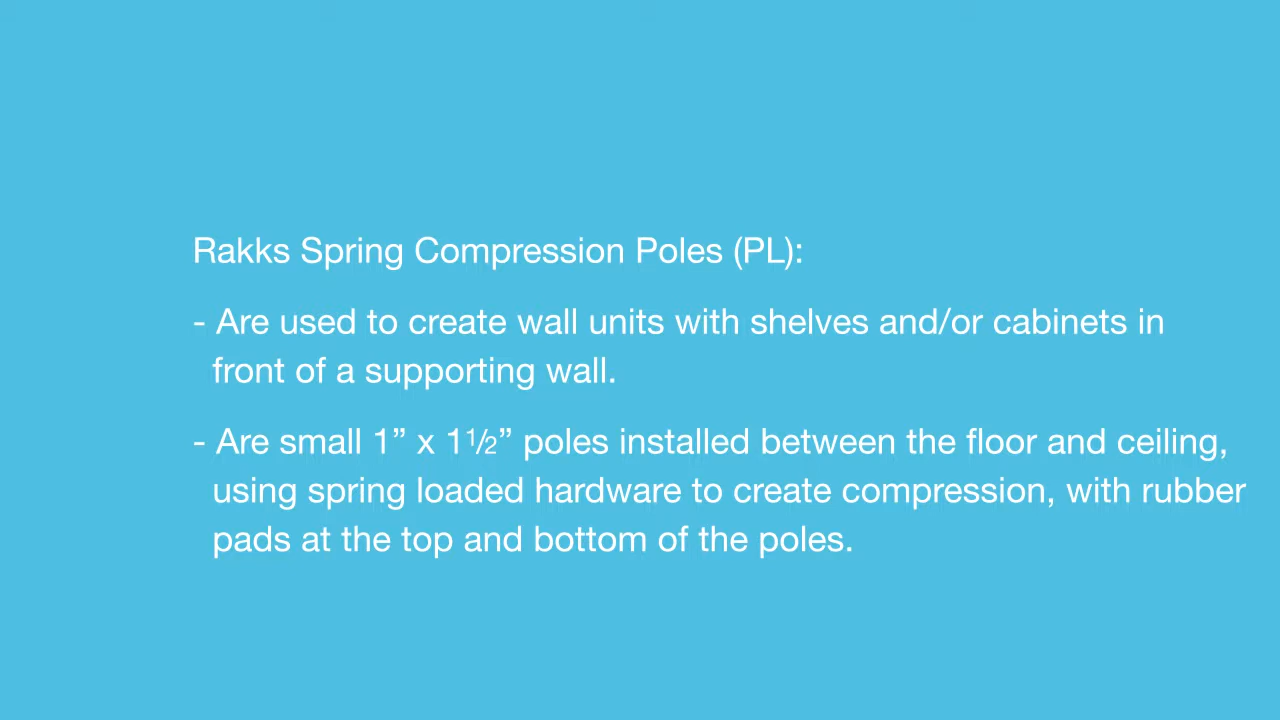 Rakks Spring Compression Poles (PL):
- Are used to create wall units with shelves and/or cabinets in
front of a supporting wall.
- Are small 1” x 1½” poles installed between the floor and ceiling,
using spring loaded hardware to create compression, with rubber
pads at the top and bottom of the poles.